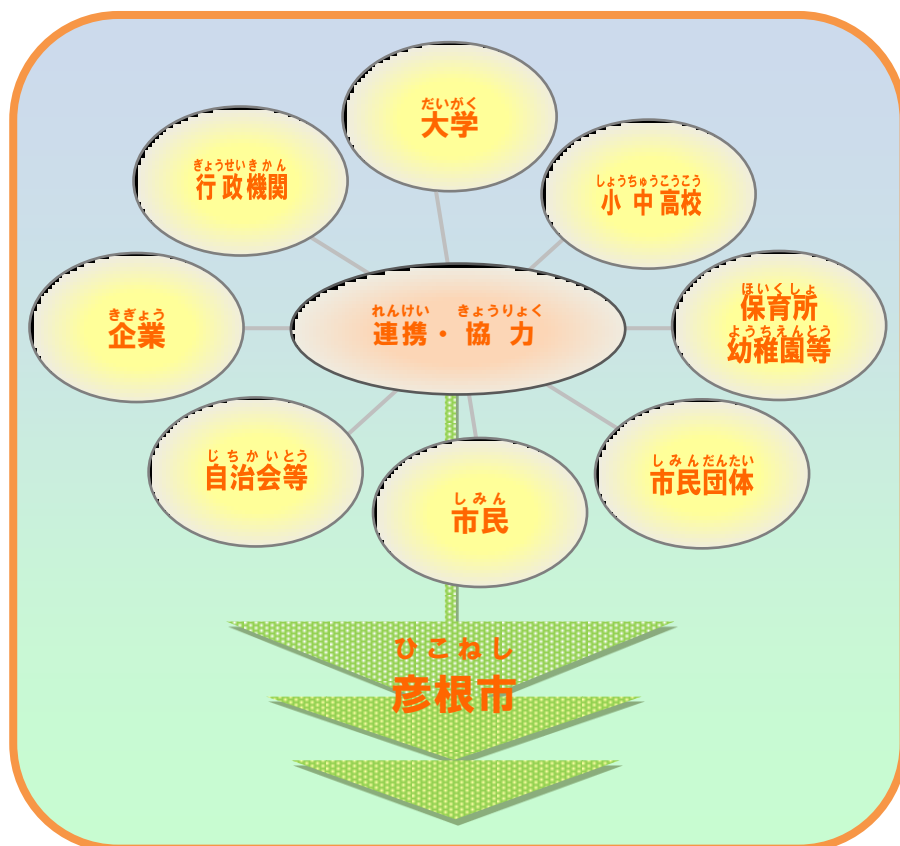 だいがく
大学
ぎょうせいきかん
行政機関
しょうちゅうこうこう
小中高校
きぎょう
企業
れんけい・きょうりょく
連携・協力
ほいくしょ
保育所
ようちえんとう
幼稚園等
じちかいとう
自治会等
しみん
市民
しみんだんたい
市民団体
ひこねし
彦根市